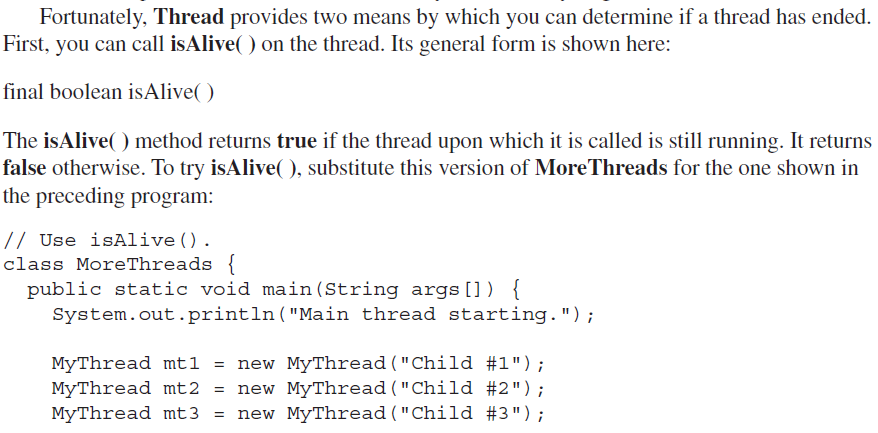 Fortunately, Thread provides two means by which you can determine if a thread has ended.
First, you can call isAlive( ) on the thread. Its general form is shown here:
final boolean isAlive( )
The isAlive( ) method returns true if the thread upon which it is called is still running. It returns
false otherwise. To try isAlive( ), substitute this version of MoreThreads for the one shown in
the preceding program:
// Use isAlive().
class MoreThreads {
  public static void main(String args[]) {
    System.out.println("Main thread starting.");
    MyThread mt1 = new MyThread("Child #1");
    MyThread mt2 = new MyThread("Child #2");
    MyThread mt3 = new MyThread("Child #3");